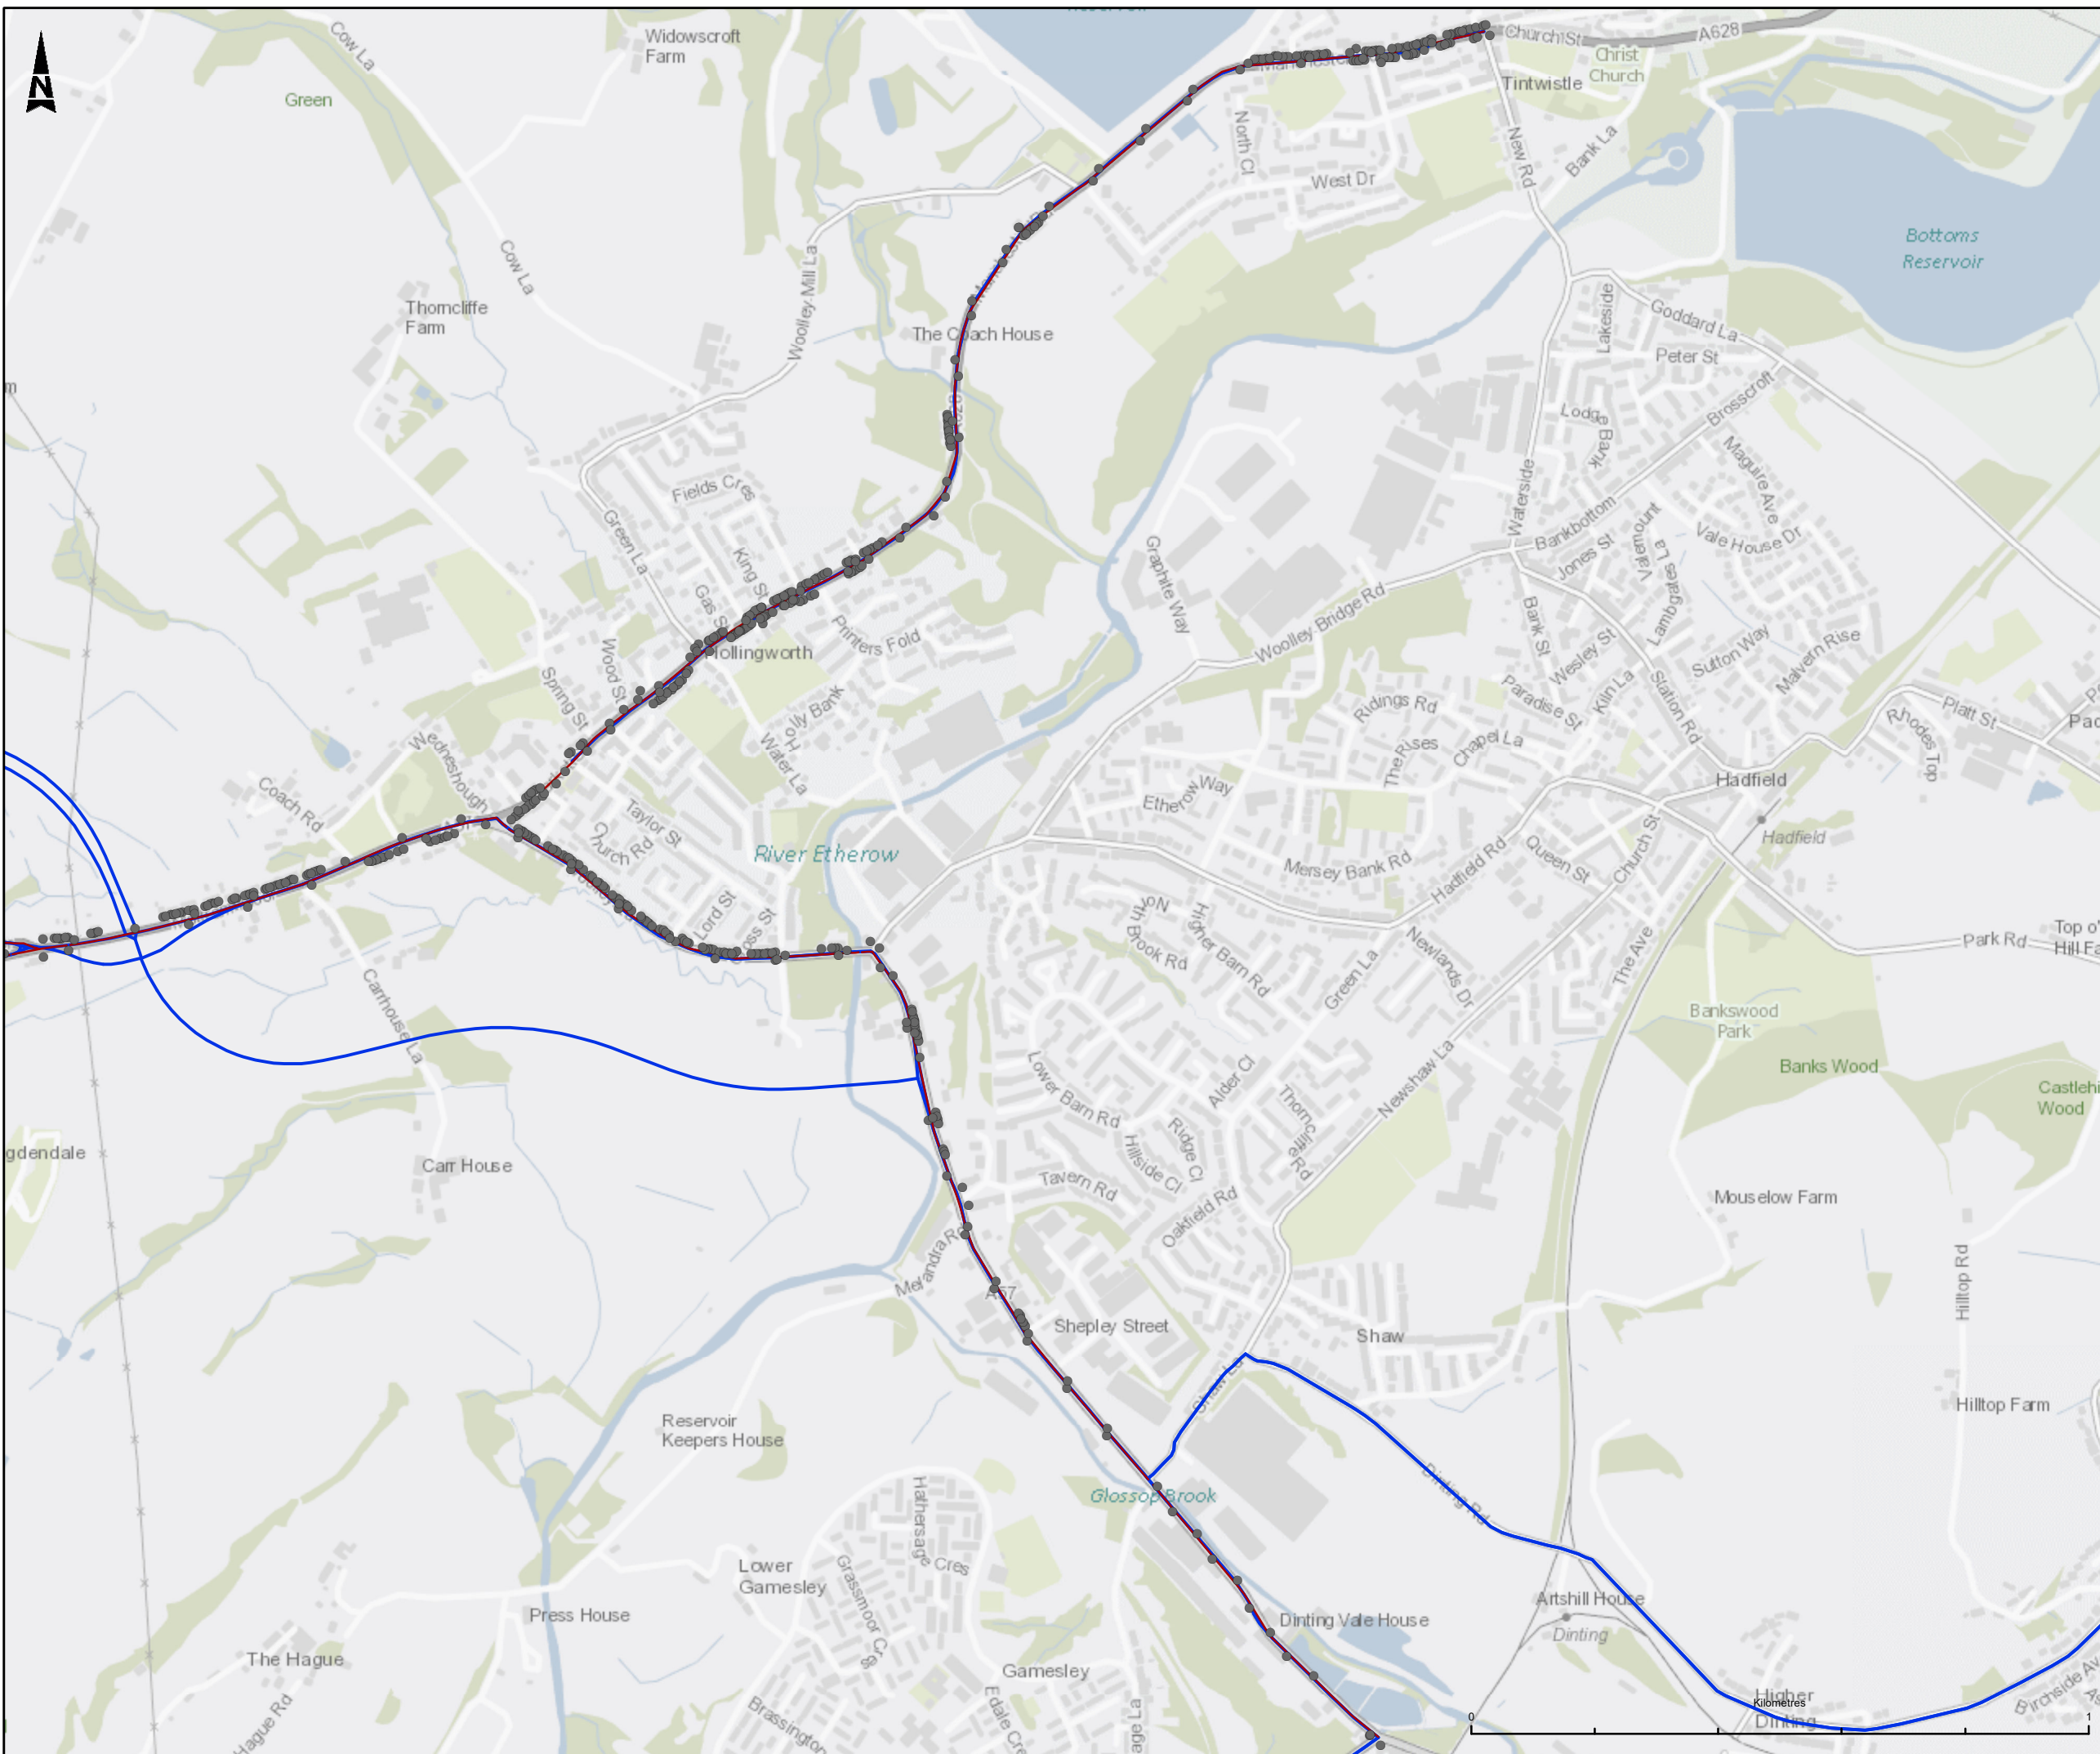 Cow La
Widowscroft
Farm
Church St
A628
Christ
Church
N
Green
Tintwistle
North Cl
New Rd
Bank La
West Dr
Bottoms
Reservoir
Cow La
Woolley Mill La
Thorncliffe
Farm
The Coach House
Lakeside
Goddard La
Peter St
Brosscroft
Lodge Bank
Maguire Ave
Fields Cres
Waterside
Green La
Bankbottom
Valemount
Vale House Dr
King St
Jones St
Graphite Way
Gas St
Lambgates La
Woolley Bridge Rd
Bank St
Printers Fold
Hollingworth
Wesley St
Sutton Way
Malvern Rise
Wood St
Spring St
Holly Bank
Ridings Rd
Paradise St
Kiln La
Station Rd
Rhodes Top
Platt St
Wedneshough
Water La
The Rises
Chapel La
Coach Rd
Etherow Way
Hadfield
Taylor St
Church Rd
River Etherow
Hadfield
Mersey Bank Rd
Hadfield Rd
Queen St
Church St
Lord St
North
Brook Rd
Higher Barn Rd
Newlands Dr
Green La
The Ave
Park Rd
Top o'
Carrhouse La
Bankswood
Park
Banks Wood
Lower Barn Rd
Alder Cl
Thorncliffe Rd
Newshaw La
Wood
Carr House
Hillside Cl
Ridge Cl
Tavern Rd
Oakfield Rd
Mouselow Farm
Melandra Rd
A57
Hilltop Rd
Shepley Street
Shaw
Shaw La
Hilltop Farm
Reservoir
Keepers House
Dinting Rd
Glossop Brook
Hathersage Cres
Lower
Gamesley
Grassmoor Cres
Press House
Artshill House
Dinting Vale House
Dinting
The Hague
Gamesley
Hague Rd
Brassington
Higher
Dinting
Birchside Av
Kilometres
0
1